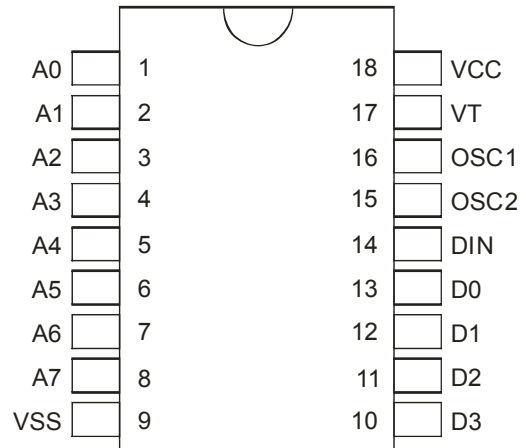 A0 1 18 VCC
A1 2 17 VT
A2 3 16 OSC1
A3 4 15 OSC2
A4 5 14 DIN
A5 6 13 D0
A6 7 12 D1
A7 8 11 D2
VSS 9 10 D3